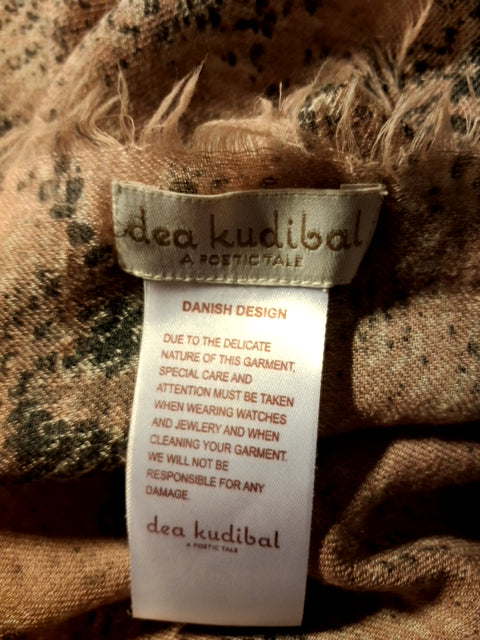 dea kudibal
A POETIC TALE
DANISH DESIGN
DUE TO THE DELICATE
NATURE OF THIS GARMENT,
SPECIAL CARE AND
ATTENTION MUST BE TAKEN
WHEN WEARING WATCHES
AND JEWLERY AND WHEN
CLEANING YOUR GARMENT.
WE WILL NOT BE
RESPONSIBLE FOR ANY
DAMAGE.
dea kudibal
A POETIC TALE